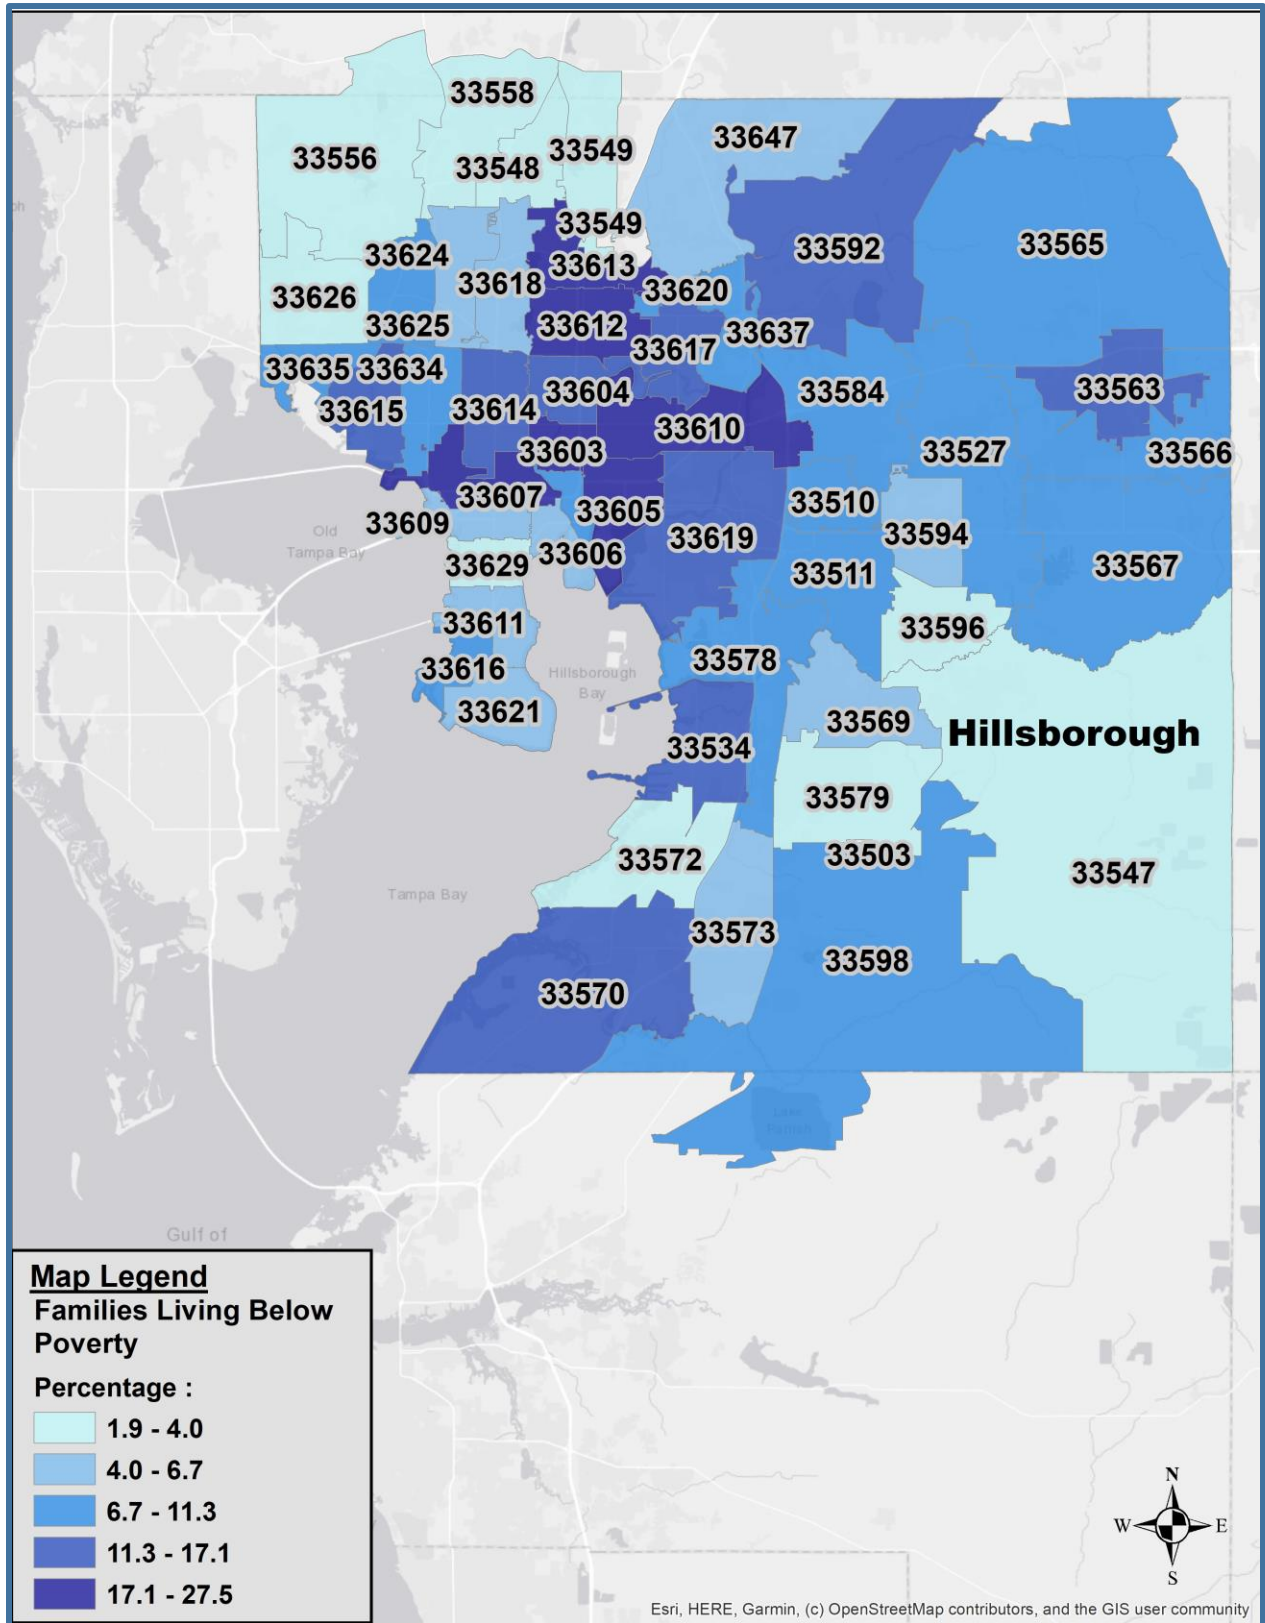 33558
33647
33556
33549
33548
33549
33624
33592
33565
33613
33618
33620
33626
33612
33625
33637
33617
33635
33634
33604
33584
33563
33615
33614
33610
33603
33527
33566
33607
33510
33605
33609
33594
33619
Old
Tampa Bay
33606
33629
33511
33567
33611
33596
33616
33578
Hillsborough
Bay
33621
33569
33534
Hillsborough
33579
33572
33503
33547
Tampa Bay
33573
33598
33570
Gulf of
Map Legend
Families Living Below
Poverty
Percentage :
1.9 - 4.0
4.0 - 6.7
6.7 - 11.3
11.3 - 17.1
17.1 - 27.5
N
W E
S
Esri, HERE, Garmin, (c) OpenStreetMap contributors, and the GIS user community